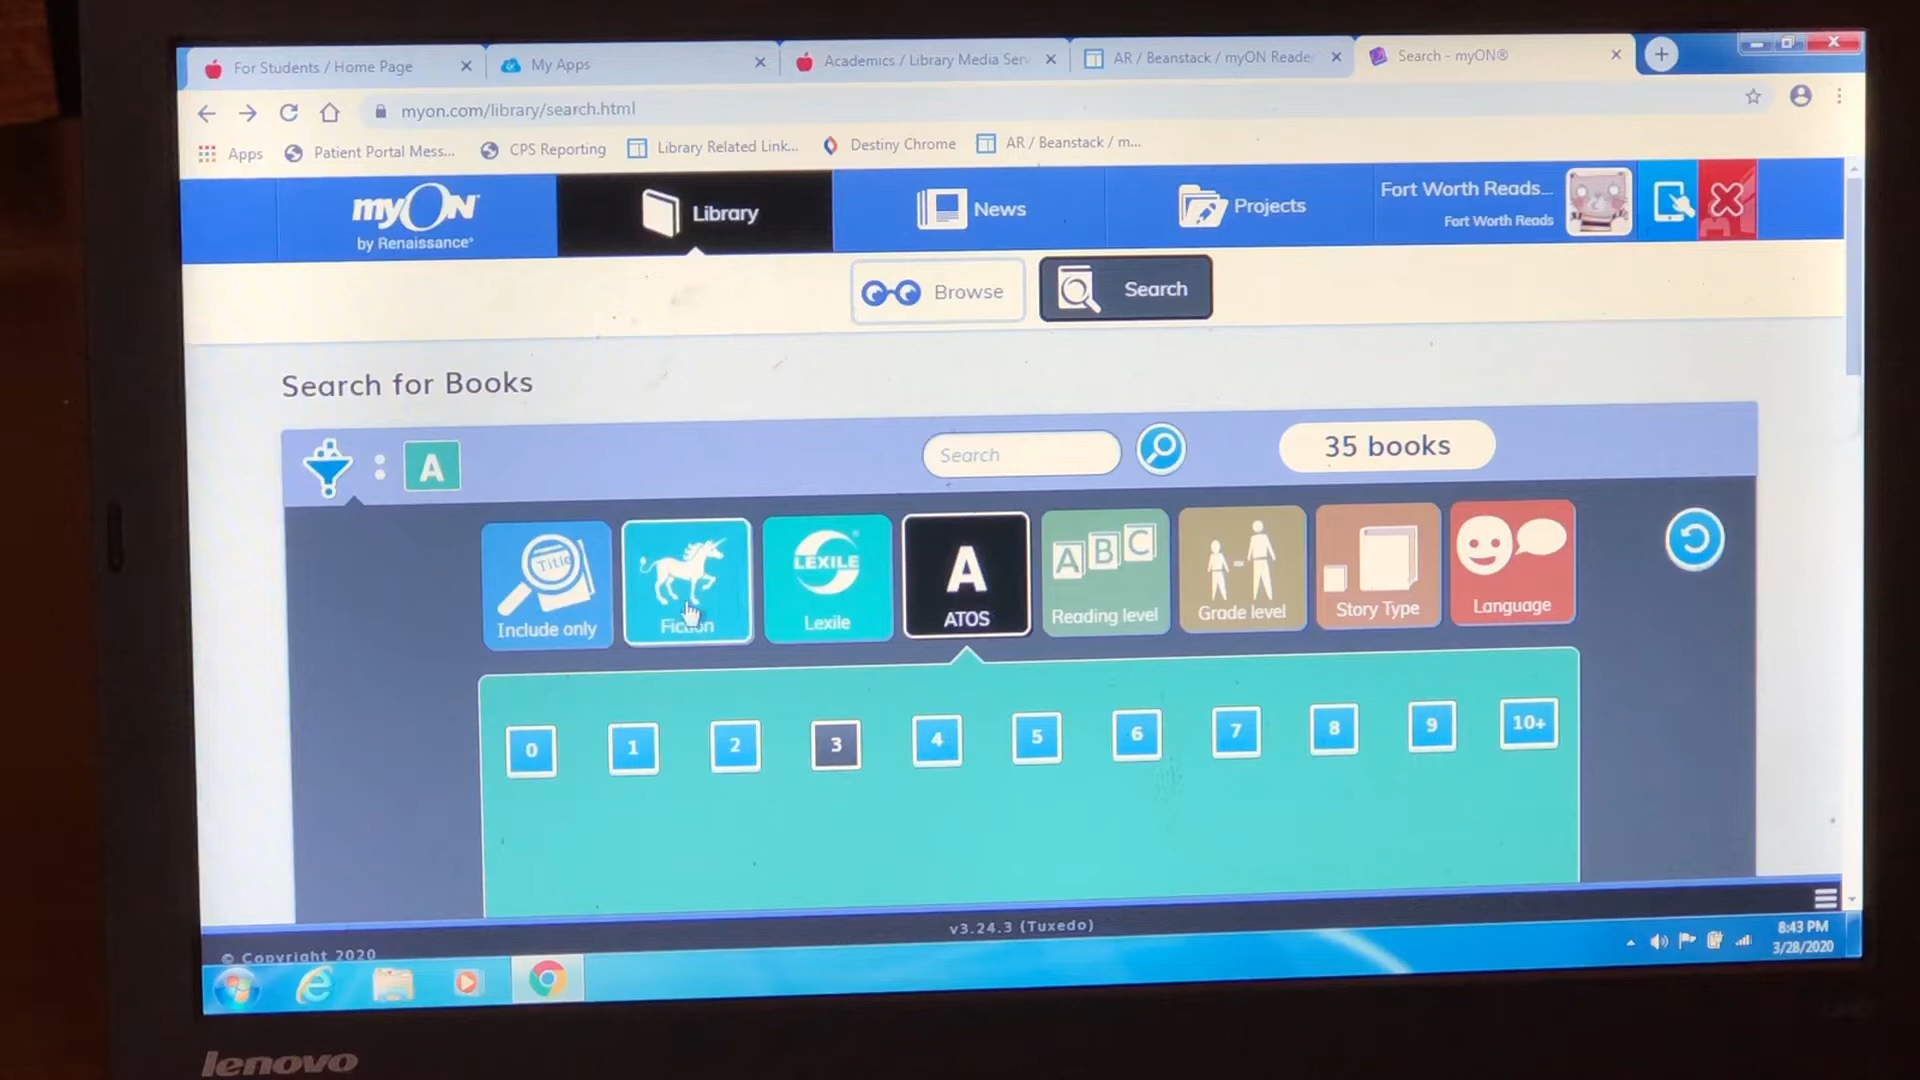 For Students / Home Page
My Apps
Academics / Library Media Serv
AR / Beanstack / myON Reade
Search - myON®
myon.com/library/search.html
Apps
Patient Portal Mess...
CPS Reporting
Library Related Link...
Destiny Chrome
AR / Beanstack / m...
myON
by Renaissance®
Library
News
Projects
Fort Worth Reads...
Fort Worth Reads
Browse
Search
Search for Books
A
Search
35 books
Title
Include only
Fiction
LEXILE®
Lexile
A
ATOS
A B C
Reading level
Grade level
Story Type
Language
0 1 2 3 4 5 6 7 8 9 10+
v3.24.3 (Tuxedo)
© Copyright 2020
8:43 PM
3/28/2020
lenovo